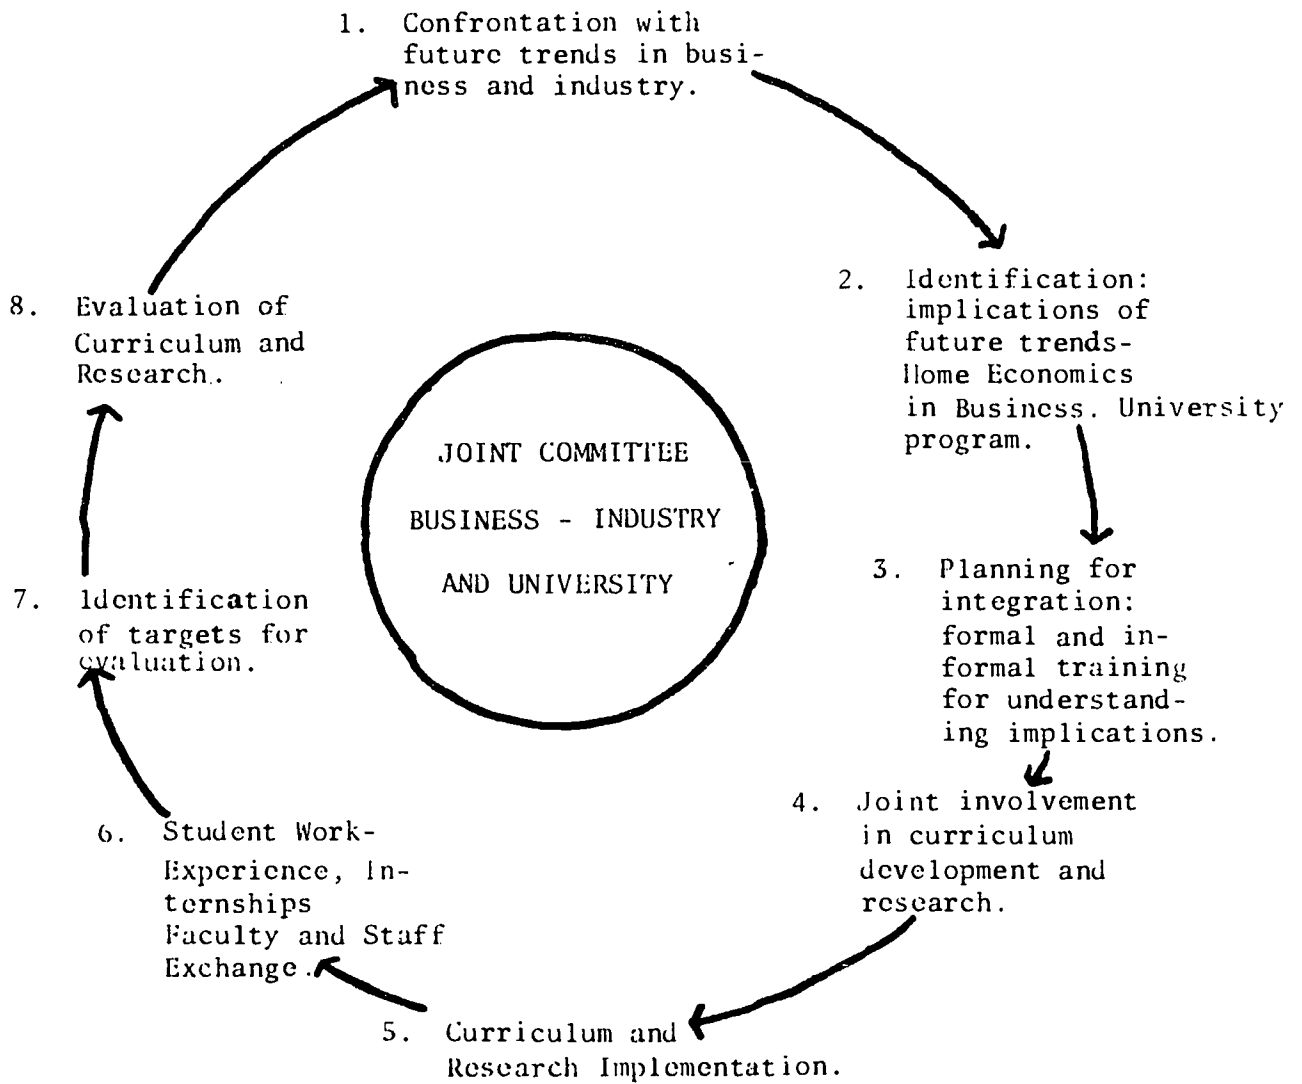 1. Confrontation with
future trends in busi-
ness and industry.
2. Identification:
implications of
future trends-
Home Economics
in Business. University
program.
3. Planning for
integration:
formal and in-
formal training
for understand-
ing implications.
4. Joint involvement
in curriculum
development and
research.
5. Curriculum and
Research Implementation.
6. Student Work-
Experience, In-
ternships
Faculty and Staff
Exchange.
7. Identification
of targets for
evaluation.
8. Evaluation of
Curriculum and
Research.
JOINT COMMITTEE
BUSINESS - INDUSTRY
AND UNIVERSITY